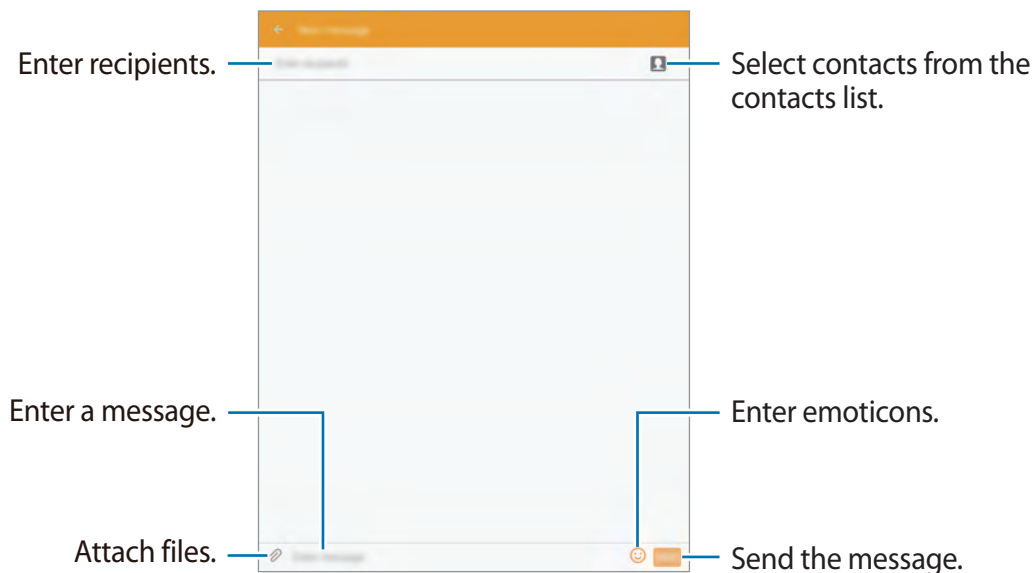 Enter recipients.
Select contacts from the
contacts list.
Enter a message.
Enter emoticons.
Attach files.
Send the message.